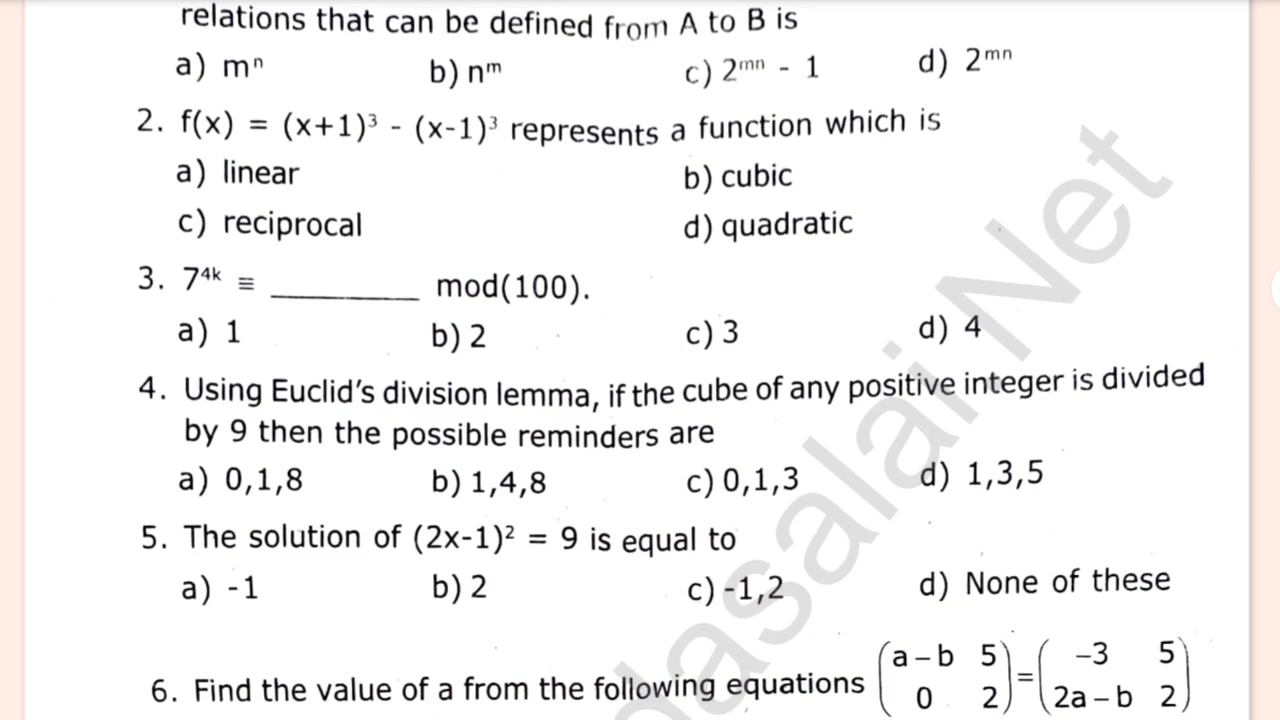 relations that can be defined from A to B is
a) mⁿ b) nᵐ c) 2ᵐⁿ - 1 d) 2ᵐⁿ
2. f(x) = (x+1)³ - (x-1)³ represents a function which is
a) linear b) cubic
c) reciprocal d) quadratic
3. 7⁴ᵏ ≡ __________ mod(100).
a) 1 b) 2 c) 3 d) 4
4. Using Euclid's division lemma, if the cube of any positive integer is divided
by 9 then the possible reminders are
a) 0,1,8 b) 1,4,8 c) 0,1,3 d) 1,3,5
5. The solution of (2x-1)² = 9 is equal to
a) -1 b) 2 c) -1,2 d) None of these
6. Find the value of a from the following equations (a – b 5 0 2) = (–3 5 2a – b 2)
dasalai Net